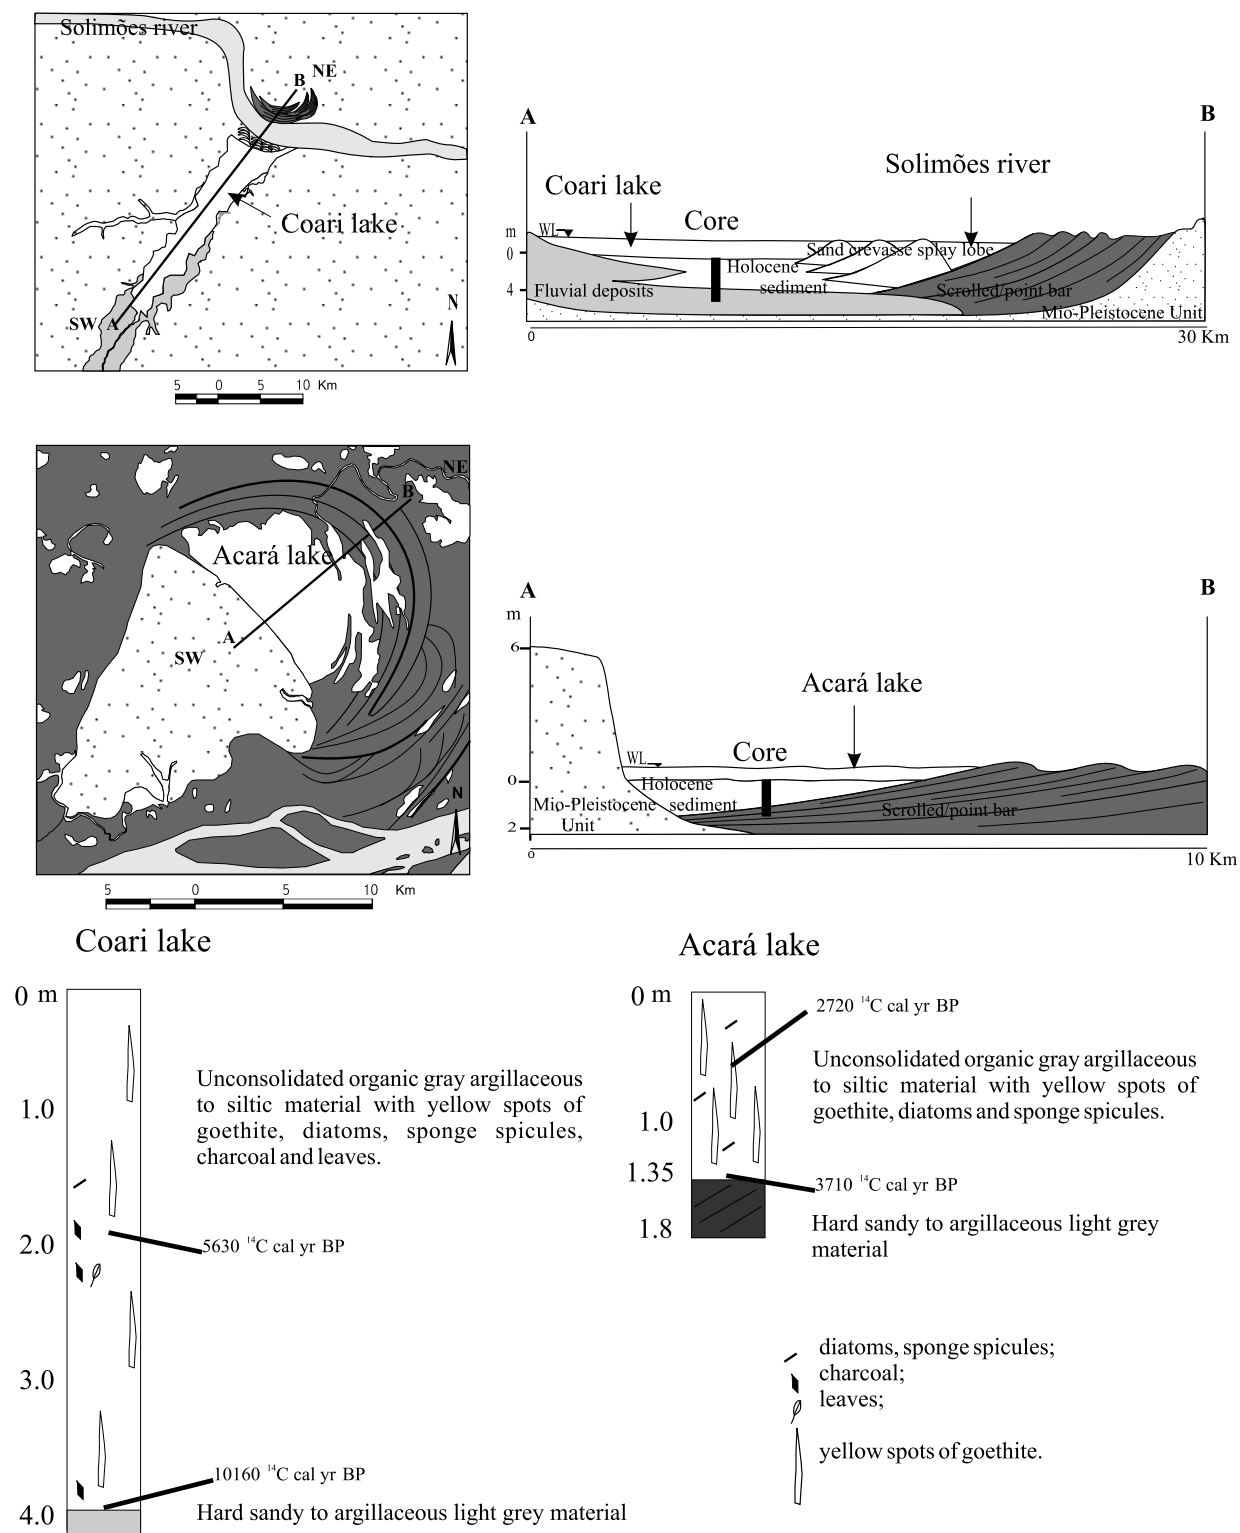 Solimões river
B
NE
Coari lake
SW
A
N
5 0 5 10 Km
A
B
Solimões river
Coari lake
Core
m
WL
0
Sand crevasse splay lobe
Holocene
sediment
4
Fluvial deposits
Scrolled/point bar
Mio-Pleistocene Unit
0
30 Km
NE
B
Acará lake
A
SW
N
5 0 5 10 Km
A
B
m
6
Acará lake
Core
WL
0
Holocene
Mio-Pleistocene
sediment
Unit
Scrolled/point bar
2
0
10 Km
Coari lake
0 m
Unconsolidated organic gray argillaceous
to siltic material with yellow spots of
goethite, diatoms, sponge spicules,
charcoal and leaves.
1.0
2.0
5630 ¹⁴C cal yr BP
3.0
10160 ¹⁴C cal yr BP
4.0
Hard sandy to argillaceous light grey material
Acará lake
0 m
2720 ¹⁴C cal yr BP
Unconsolidated organic gray argillaceous
to siltic material with yellow spots of
goethite, diatoms and sponge spicules.
1.0
1.35
3710 ¹⁴C cal yr BP
1.8
Hard sandy to argillaceous light grey
material
diatoms, sponge spicules;
charcoal;
leaves;
yellow spots of goethite.